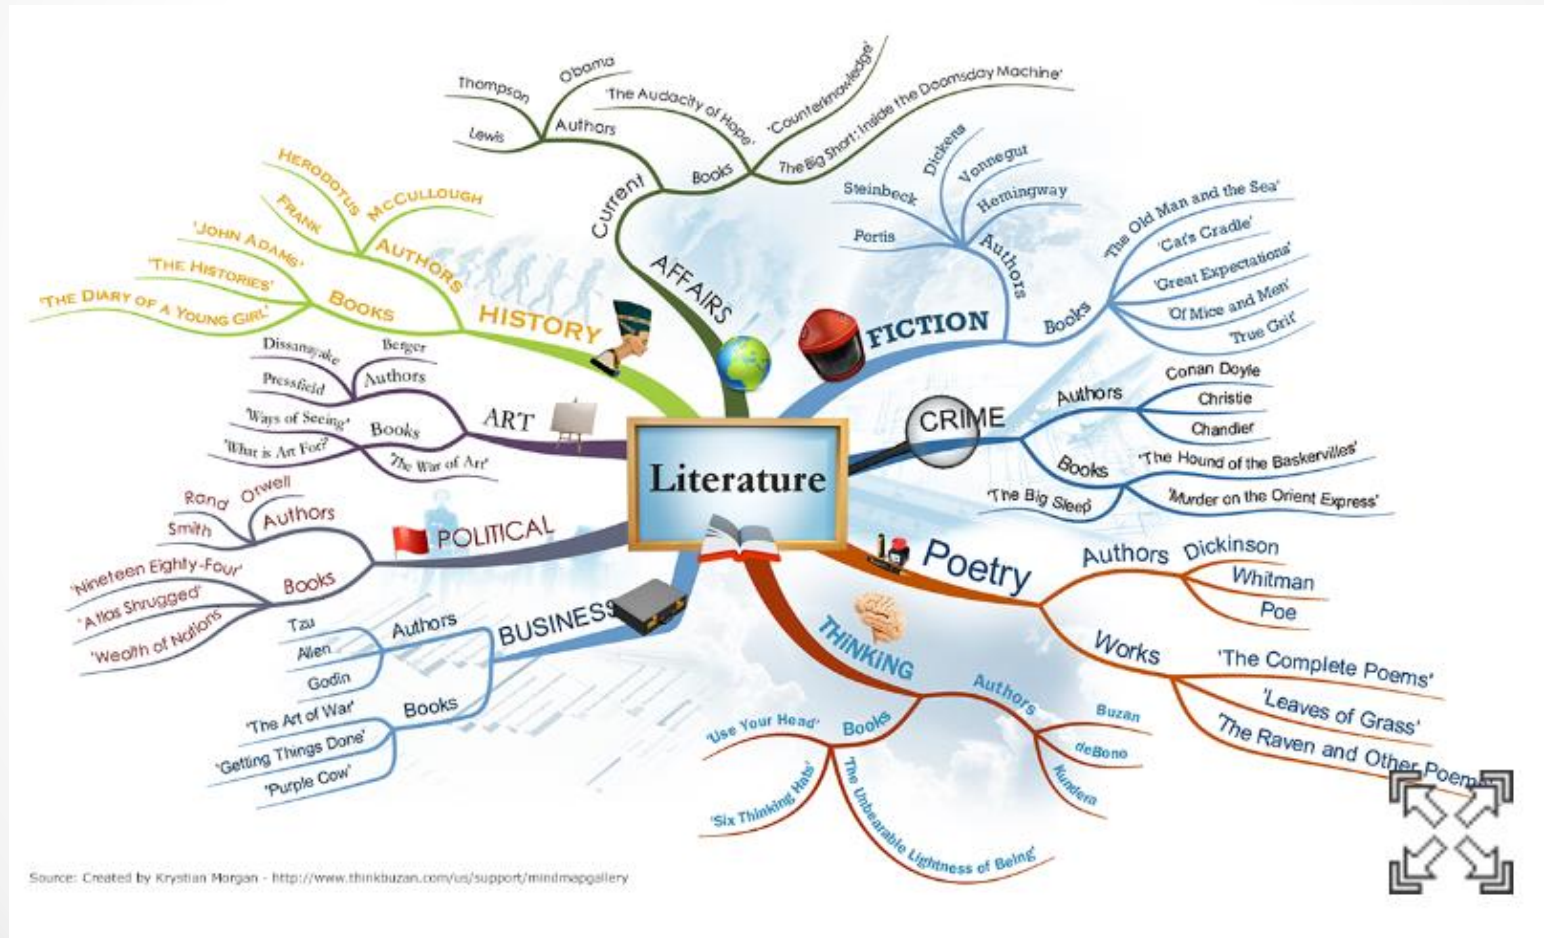 Literature
Current
AFFAIRS
Authors
Thompson
Obama
Lewis
Books
'The Audacity of Hope'
'Counterknowledge'
The Big Short: Inside the Doomsday Machine'
FICTION
Authors
Dickens
Vonnegut
Hemingway
Steinbeck
Portis
Books
'The Old Man and the Sea'
'Cat's Cradle'
'Great Expectations'
'Of Mice and Men'
'True Grit'
CRIME
Authors
Conan Doyle
Christie
Chandler
Books
'The Hound of the Baskervilles'
'Murder on the Orient Express'
'The Big Sleep'
Poetry
Authors
Dickinson
Whitman
Poe
Works
'The Complete Poems'
'Leaves of Grass'
'The Raven and Other Poems
THiNKiNG
Authors
Buzan
deBono
Kundera
Books
'Use Your Head'
'Six Thinking Hats'
'The Unbearable Lightness of Being'
BUSINESS
Authors
Tzu
Allen
Godin
Books
'The Art of War'
'Getting Things Done'
'Purple Cow'
POLITICAL
Authors
Rand
Orwell
Smith
Books
'Nineteen Eighty-Four'
'Atlas Shrugged'
'Wealth of Nations
ART
Authors
Dissanayake
Berger
Pressfield
Books
'Ways of Seeing'
'What is Art For?'
'The War of Art'
HISTORY
AUTHORS
HERODOTUS
McCULLOUGH
FRANK
BOOKS
'JOHN ADAMS'
'THE HISTORIES'
'THE DIARY OF A YOUNG GIRL'
Source: Created by Krystian Morgan - http://www.thinkbuzan.com/us/support/mindmapgallery